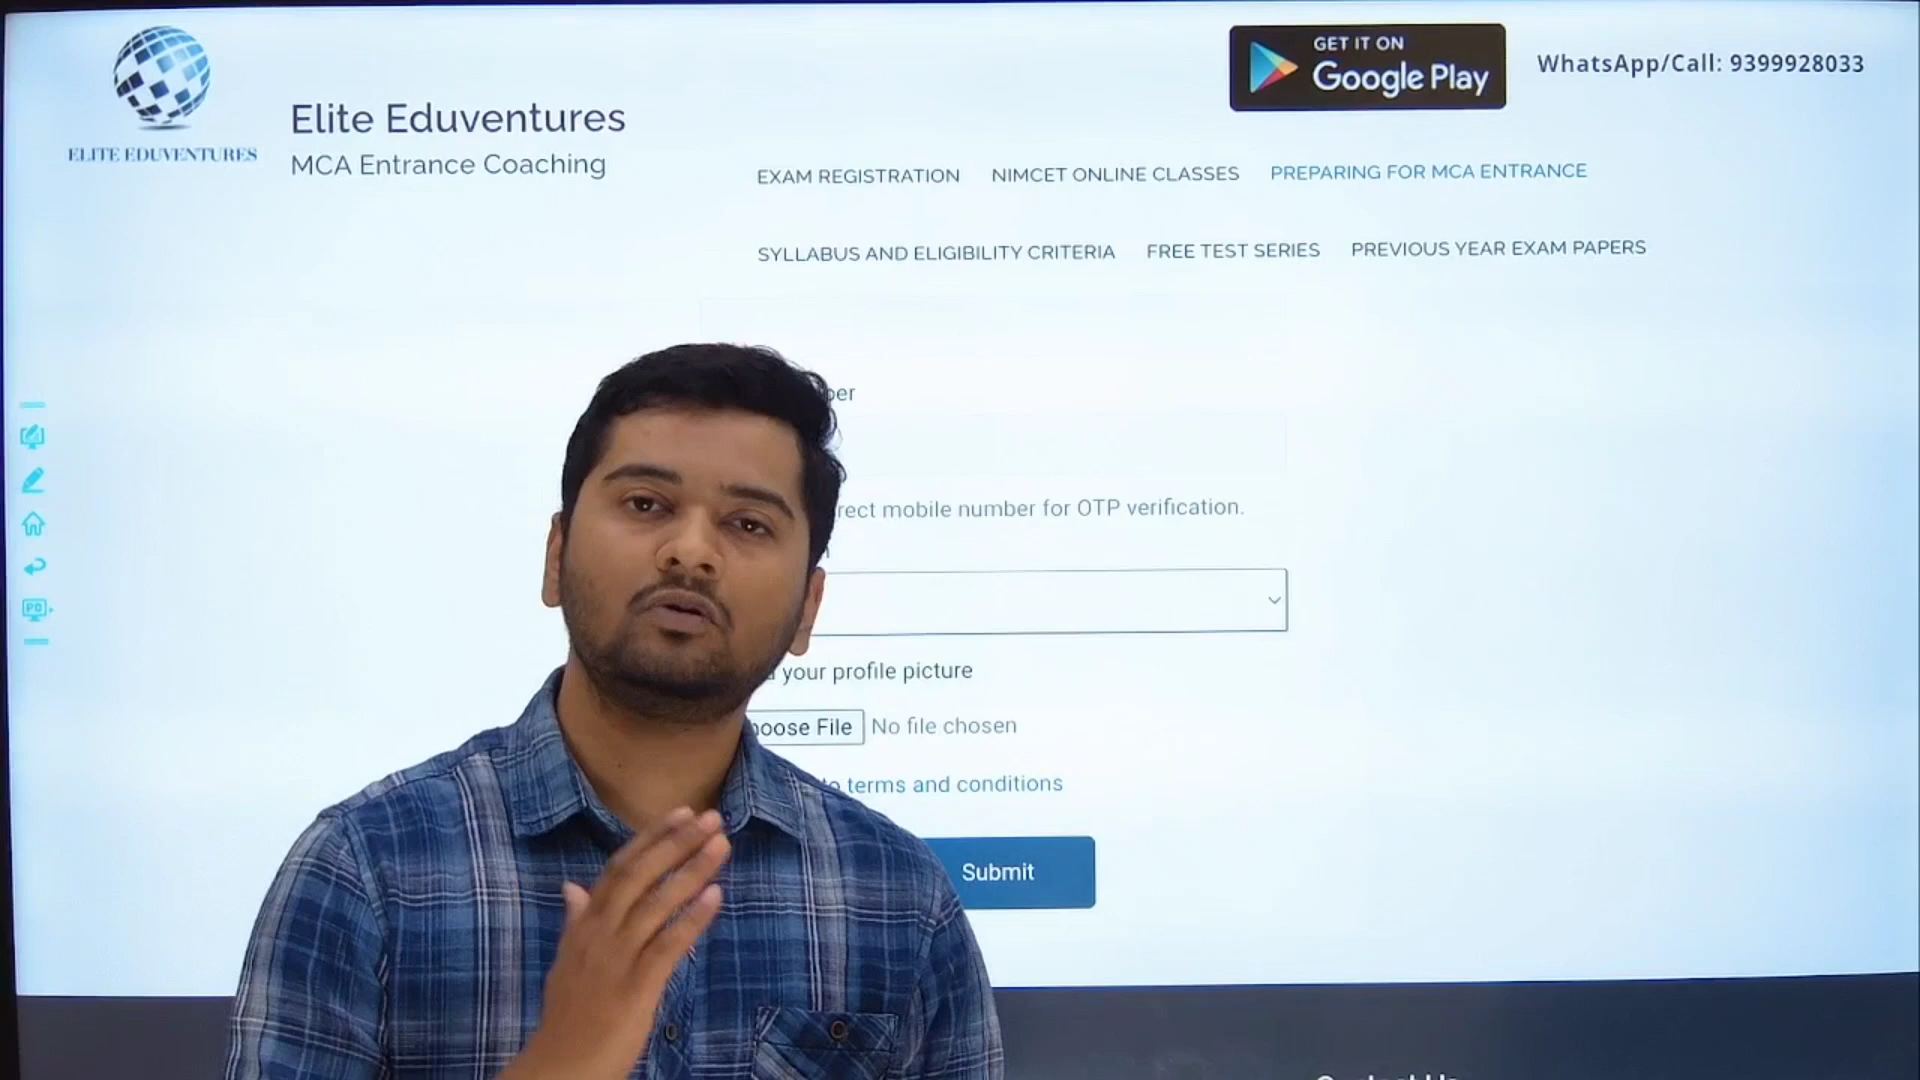 GET IT ON
Google Play
WhatsApp/Call: 9399928033
ELITE EDUVENTURES
Elite Eduventures
MCA Entrance Coaching
EXAM REGISTRATION NIMCET ONLINE CLASSES PREPARING FOR MCA ENTRANCE
SYLLABUS AND ELIGIBILITY CRITERIA FREE TEST SERIES PREVIOUS YEAR EXAM PAPERS
mobile number for OTP verification.
your profile picture
File No file chosen
terms and conditions
Submit
PD